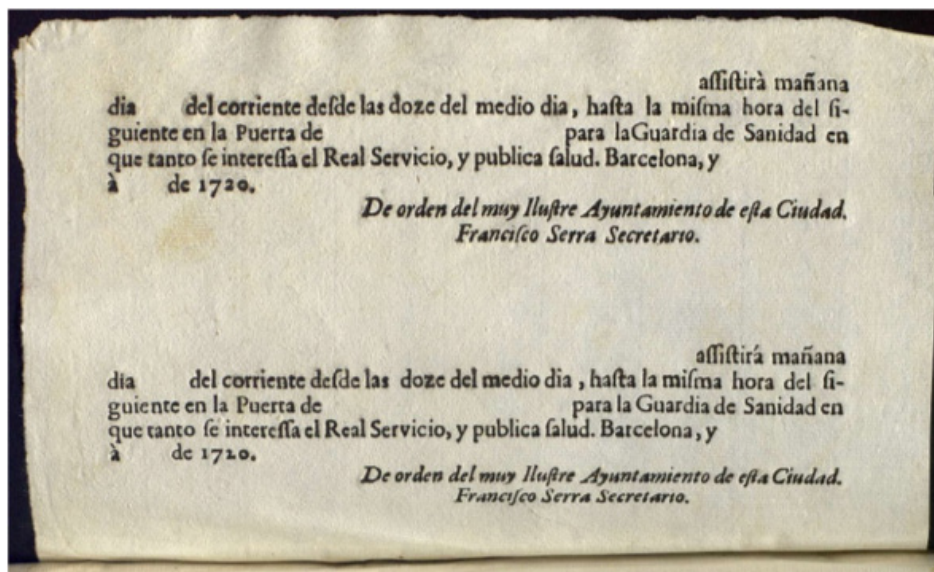 aſſiſtirà mañana
dia del corriente deſde las doze del medio dia, haſta la miſma hora del ſi-
guiente en la Puerta de para la Guardia de Sanidad en
que tanto ſe intereſſa el Real Servicio, y publica ſalud. Barcelona, y
à de 1720.
De orden del muy Iluſtre Ayuntamiento de eſta Ciudad.
Franciſco Serra Secretario.
aſſiſtirá mañana
dia del corriente deſde las doze del medio dia, haſta la miſma hora del ſi-
guiente en la Puerta de para la Guardia de Sanidad en
que tanto ſe intereſſa el Real Servicio, y publica ſalud. Barcelona, y
à de 1720.
De orden del muy Iluſtre Ayuntamiento de eſta Ciudad.
Franciſco Serra Secretario.